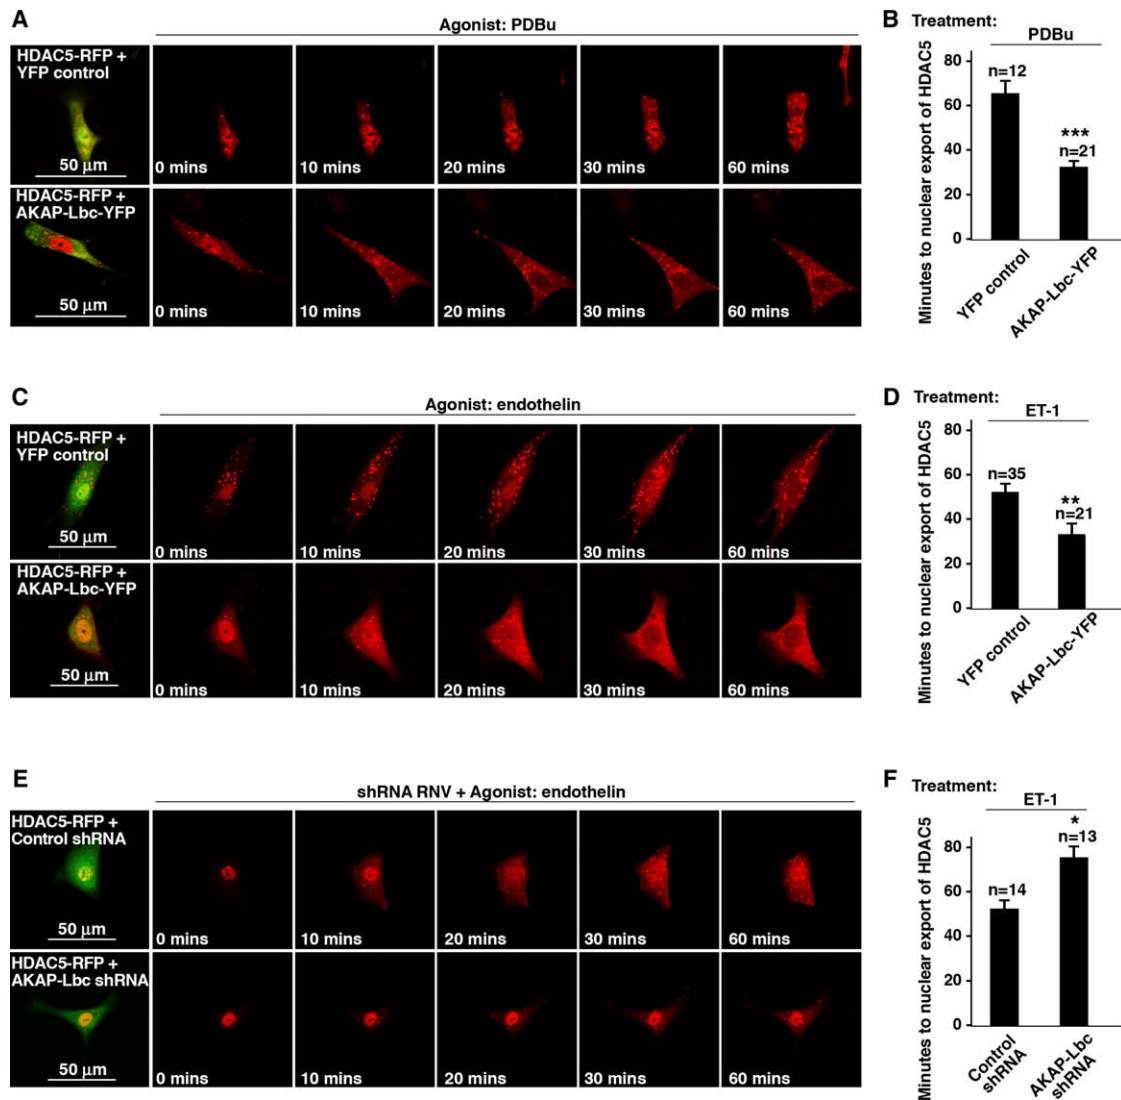 A
Agonist: PDBu
HDAC5-RFP +
YFP control
50 μm
0 mins
10 mins
20 mins
30 mins
60 mins
HDAC5-RFP +
AKAP-Lbc-YFP
50 μm
0 mins
10 mins
20 mins
30 mins
60 mins
B
Treatment:
PDBu
Minutes to nuclear export of HDAC5
80
60
40
20
0
n=12
***
n=21
YFP control
AKAP-Lbc-YFP
C
Agonist: endothelin
HDAC5-RFP +
YFP control
50 μm
0 mins
10 mins
20 mins
30 mins
60 mins
HDAC5-RFP +
AKAP-Lbc-YFP
50 μm
0 mins
10 mins
20 mins
30 mins
60 mins
D
Treatment:
ET-1
Minutes to nuclear export of HDAC5
80
60
40
20
0
n=35
**
n=21
YFP control
AKAP-Lbc-YFP
E
shRNA RNV + Agonist: endothelin
HDAC5-RFP +
Control shRNA
50 μm
0 mins
10 mins
20 mins
30 mins
60 mins
HDAC5-RFP +
AKAP-Lbc shRNA
50 μm
0 mins
10 mins
20 mins
30 mins
60 mins
F
Treatment:
ET-1
Minutes to nuclear export of HDAC5
80
60
40
20
0
n=14
*
n=13
Control
shRNA
AKAP-Lbc
shRNA